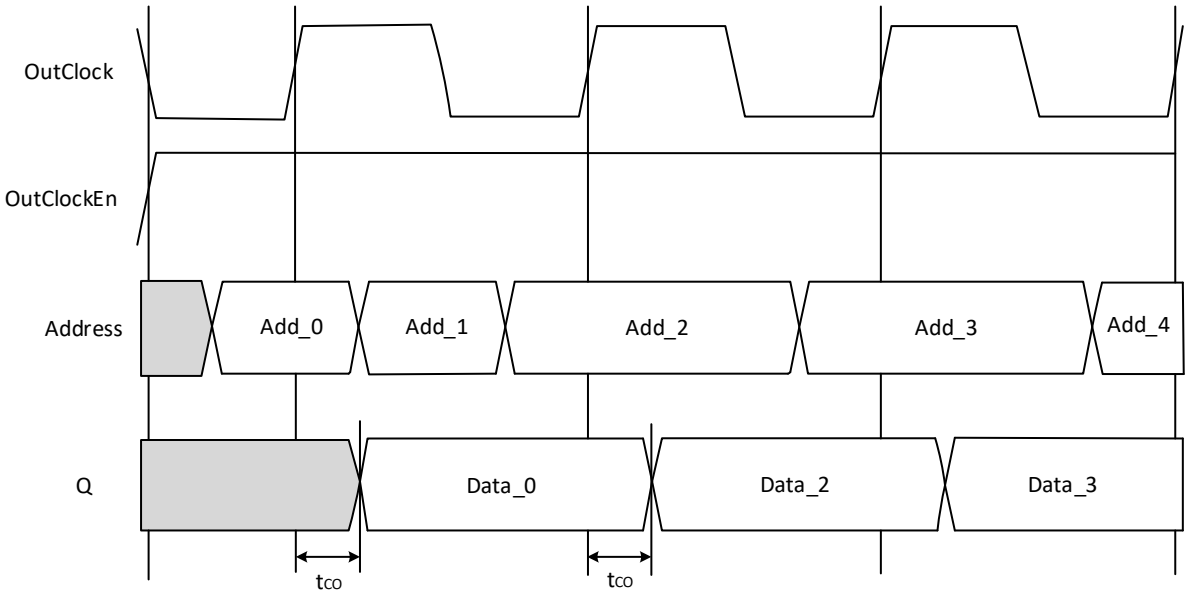 OutClock
OutClockEn
Address
Add_0
Add_1
Add_2
Add_3
Add_4
Q
Data_0
Data_2
Data_3
tco
tco